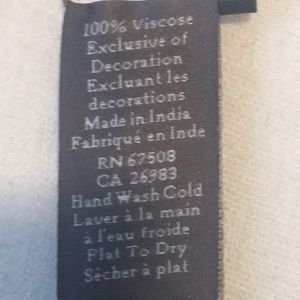 100% Viscose
Exclusive of
Decoration
Excluant les
decorations
Made in India
Fabriqué en Inde
RN 67508
CA 26983
Hand Wash Cold
Laver à la main
à l'eau froide
Flat To Dry
Sécher à plat